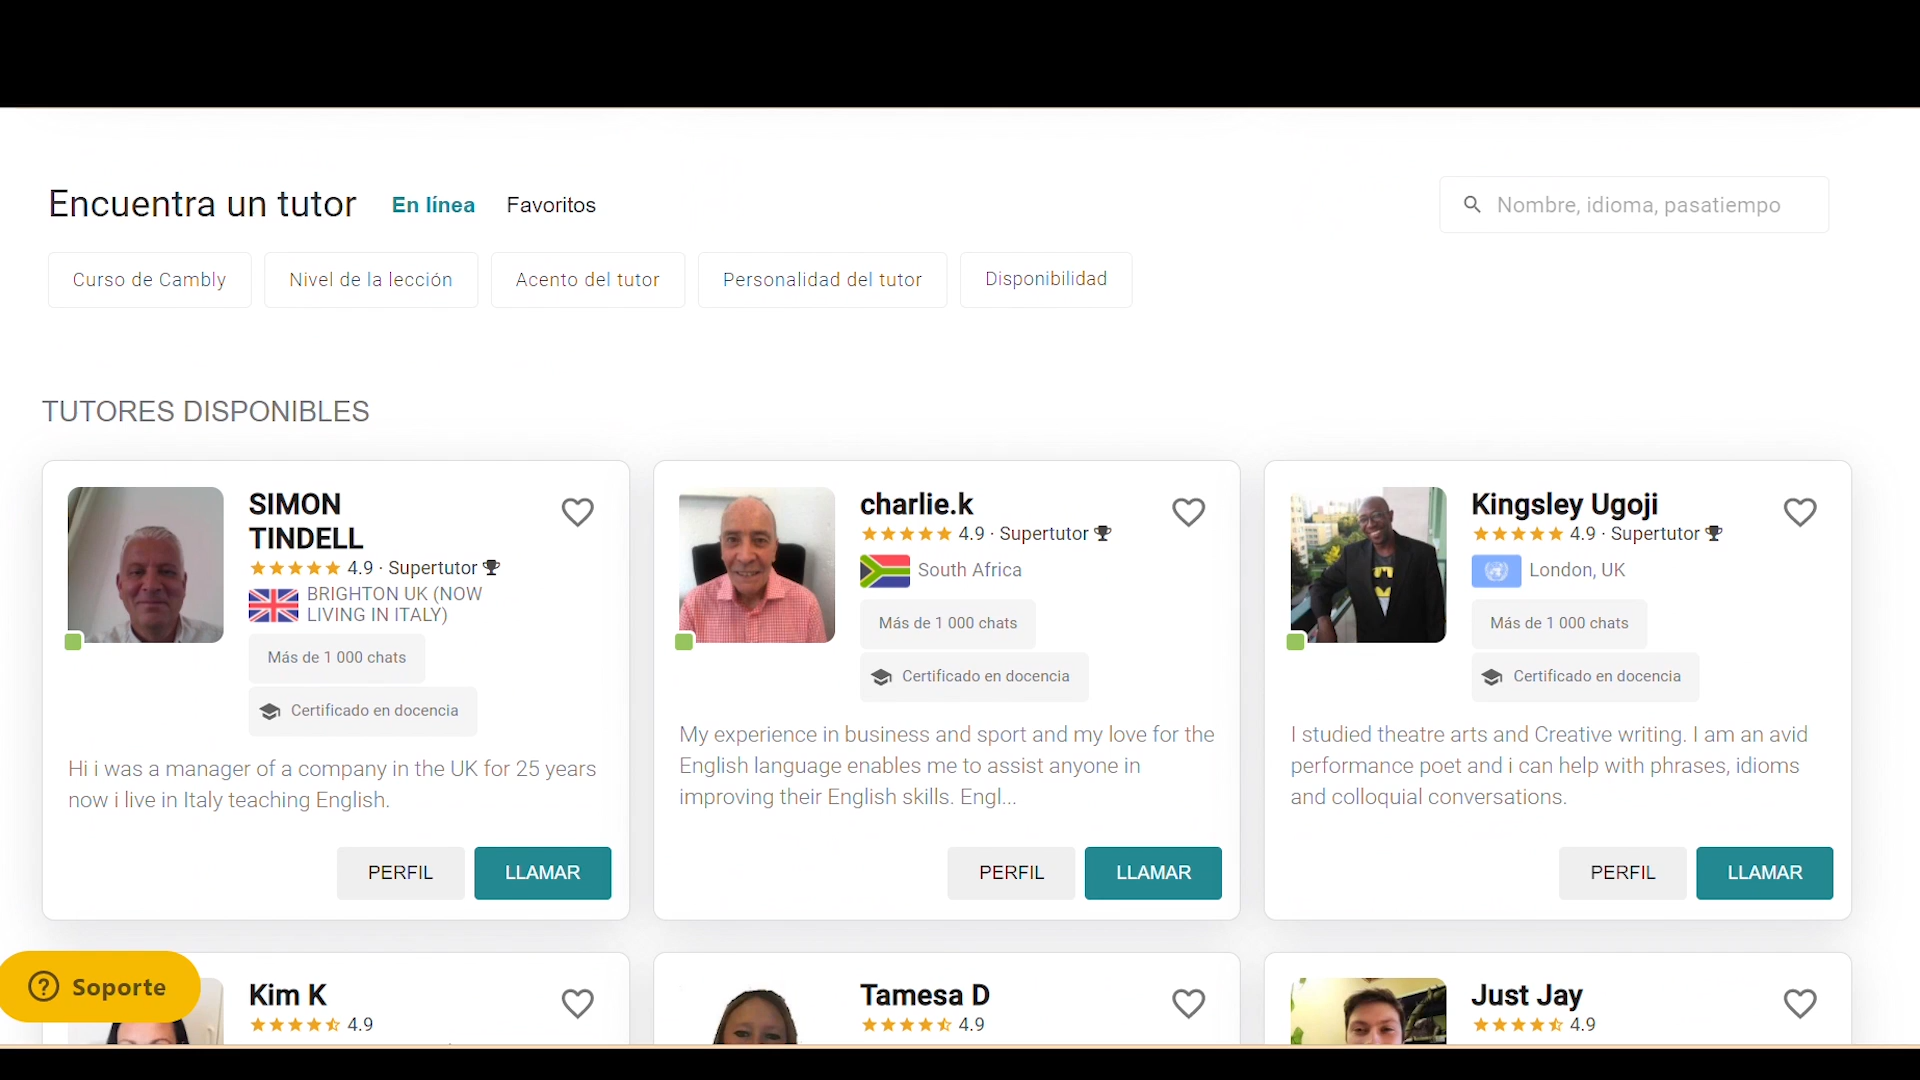 Encuentra un tutor
En línea
Favoritos
Nombre, idioma, pasatiempo
Curso de Cambly
Nivel de la lección
Acento del tutor
Personalidad del tutor
Disponibilidad
TUTORES DISPONIBLES
SIMON
TINDELL
4.9 · Supertutor
BRIGHTON UK (NOW
LIVING IN ITALY)
Más de 1 000 chats
Certificado en docencia
Hi i was a manager of a company in the UK for 25 years
now i live in Italy teaching English.
PERFIL
LLAMAR
charlie.k
4.9 · Supertutor
South Africa
Más de 1 000 chats
Certificado en docencia
My experience in business and sport and my love for the
English language enables me to assist anyone in
improving their English skills. Engl...
PERFIL
LLAMAR
Kingsley Ugoji
4.9 · Supertutor
London, UK
Más de 1 000 chats
Certificado en docencia
I studied theatre arts and Creative writing. I am an avid
performance poet and i can help with phrases, idioms
and colloquial conversations.
PERFIL
LLAMAR
Soporte
Kim K
4.9
Tamesa D
4.9
Just Jay
4.9